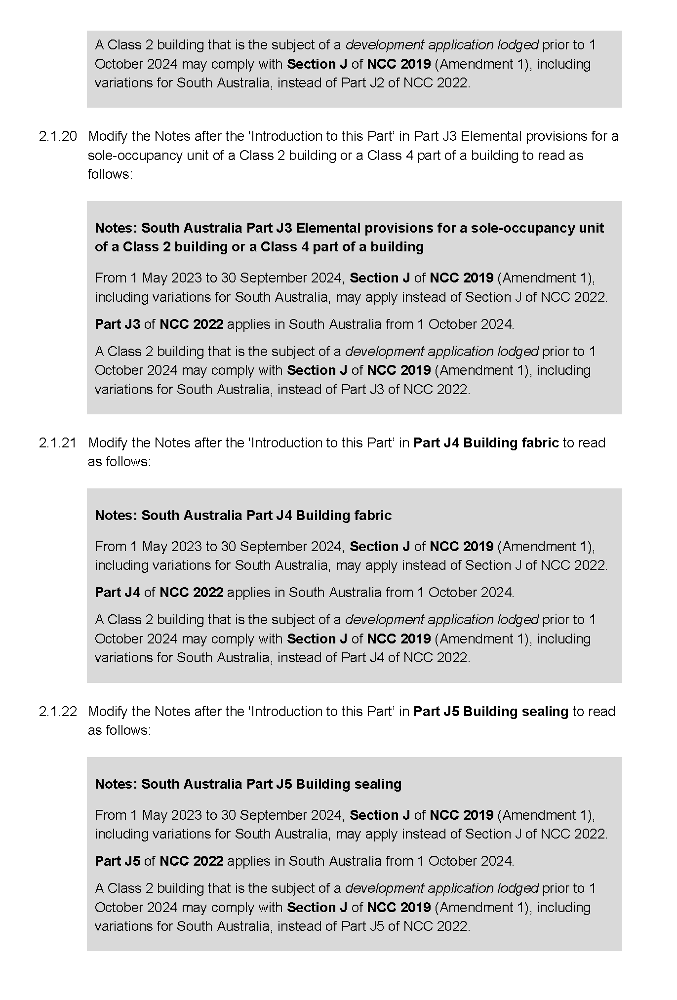 A Class 2 building that is the subject of a development application lodged prior to 1
October 2024 may comply with Section J of NCC 2019 (Amendment 1), including
variations for South Australia, instead of Part J2 of NCC 2022.
2.1.20 Modify the Notes after the 'Introduction to this Part’ in Part J3 Elemental provisions for a
sole-occupancy unit of a Class 2 building or a Class 4 part of a building to read as
follows:
Notes: South Australia Part J3 Elemental provisions for a sole-occupancy unit
of a Class 2 building or a Class 4 part of a building
From 1 May 2023 to 30 September 2024, Section J of NCC 2019 (Amendment 1),
including variations for South Australia, may apply instead of Section J of NCC 2022.
Part J3 of NCC 2022 applies in South Australia from 1 October 2024.
A Class 2 building that is the subject of a development application lodged prior to 1
October 2024 may comply with Section J of NCC 2019 (Amendment 1), including
variations for South Australia, instead of Part J3 of NCC 2022.
2.1.21 Modify the Notes after the 'Introduction to this Part’ in Part J4 Building fabric to read
as follows:
Notes: South Australia Part J4 Building fabric
From 1 May 2023 to 30 September 2024, Section J of NCC 2019 (Amendment 1),
including variations for South Australia, may apply instead of Section J of NCC 2022.
Part J4 of NCC 2022 applies in South Australia from 1 October 2024.
A Class 2 building that is the subject of a development application lodged prior to 1
October 2024 may comply with Section J of NCC 2019 (Amendment 1), including
variations for South Australia, instead of Part J4 of NCC 2022.
2.1.22 Modify the Notes after the 'Introduction to this Part’ in Part J5 Building sealing to read
as follows:
Notes: South Australia Part J5 Building sealing
From 1 May 2023 to 30 September 2024, Section J of NCC 2019 (Amendment 1),
including variations for South Australia, may apply instead of Section J of NCC 2022.
Part J5 of NCC 2022 applies in South Australia from 1 October 2024.
A Class 2 building that is the subject of a development application lodged prior to 1
October 2024 may comply with Section J of NCC 2019 (Amendment 1), including
variations for South Australia, instead of Part J5 of NCC 2022.